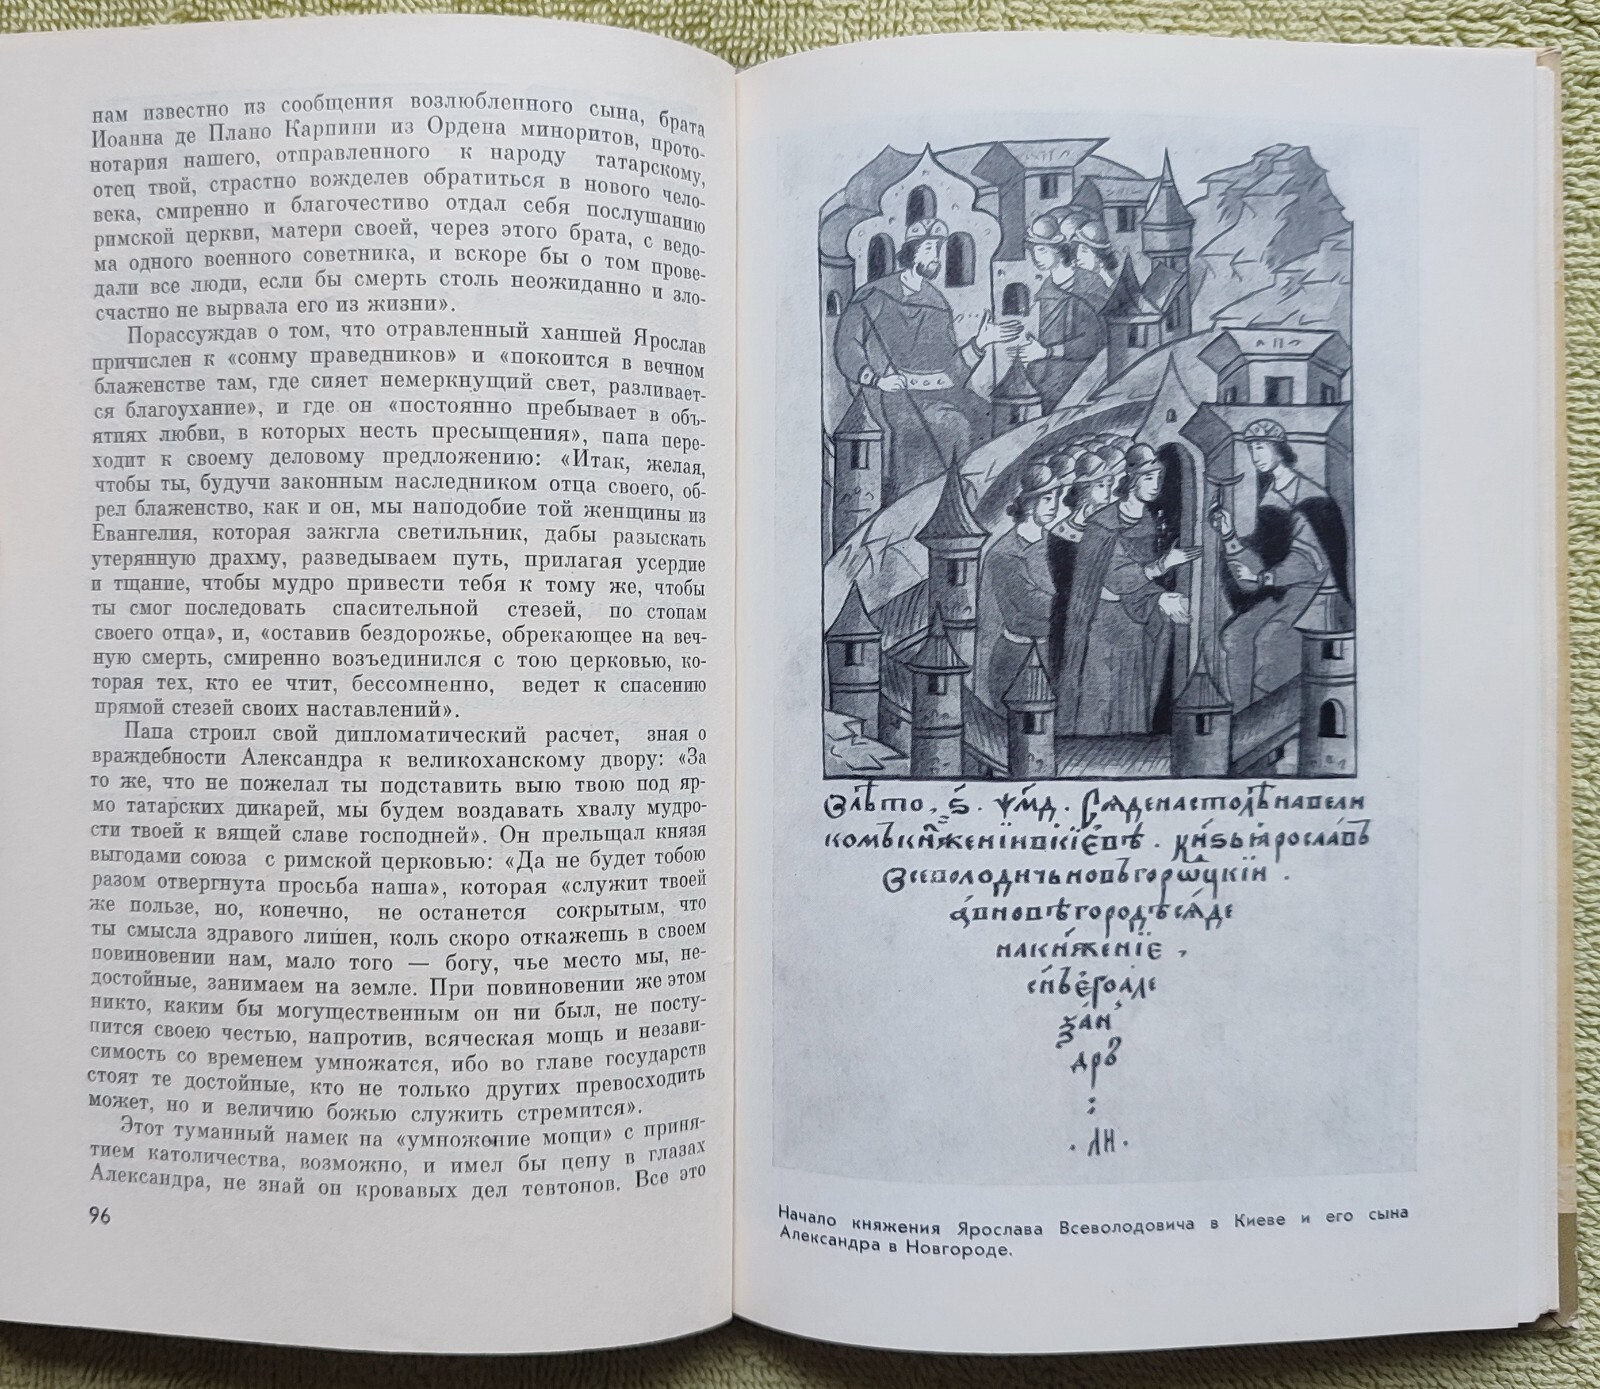 нам известно из сообщения возлюбленного сына, брата
Иоанна де Плано Карпини из Ордена миноритов, прото-
нотария нашего, отправленного к народу татарскому,
отец твой, страстно вожделев обратиться в нового чело-
века, смиренно и благочестиво отдал себя послушанию
римской церкви, матери своей, через этого брата, с ведо-
ма одного военного советника, и вскоре бы о том прове-
дали все люди, если бы смерть столь неожиданно и зло-
счастно не вырвала его из жизни».
Порассуждав о том, что отравленный ханшей Ярослав
причислен к «сонму праведников» и «покоится в вечном
блаженстве там, где сияет немеркнущий свет, разливает-
ся благоухание», и где он «постоянно пребывает в объ-
ятиях любви, в которых несть пресыщения», папа пере-
ходит к своему деловому предложению: «Итак, желая,
чтобы ты, будучи законным наследником отца своего, об-
рел блаженство, как и он, мы наподобие той женщины из
Евангелия, которая зажгла светильник, дабы разыскать
утерянную драхму, разведываем путь, прилагая усердие
и тщание, чтобы мудро привести тебя к тому же, чтобы
ты смог последовать спасительной стезей, по стопам
своего отца», и, «оставив бездорожье, обрекающее на веч-
ную смерть, смиренно возъединился с тою церковью, ко-
торая тех, кто ее чтит, бессомненно, ведет к спасению
прямой стезей своих наставлений».
Папа строил свой дипломатический расчет, зная о
враждебности Александра к великоханскому двору: «За
то же, что не пожелал ты подставить выю твою под яр-
мо татарских дикарей, мы будем воздавать хвалу мудро-
сти твоей к вящей славе господней». Он прельщал князя
выгодами союза с римской церковью: «Да не будет тобою
разом отвергнута просьба наша», которая «служит твоей
же пользе, но, конечно, не останется сокрытым, что
ты смысла здравого лишен, коль скоро откажешь в своем
повиновении нам, мало того — богу, чье место мы, не-
достойные, занимаем на земле. При повиновении же этом
никто, каким бы могущественным он ни был, не посту-
пится своею честью, напротив, всяческая мощь и незави-
симость со временем умножатся, ибо во главе государств
стоят те достойные, кто не только других превосходить
может, но и величию божью служить стремится».
Этот туманный намек на «умножение мощи» с приня-
тием католичества, возможно, и имел бы цену в глазах
Александра, не знай он кровавых дел тевтонов. Все это
96
Влѣто, ѕ҃. ѱм҃д. Сѧденастолѣнавели
комъкн҃женіивкіевѣ. кн҃ѕьꙗрославъ
Всеволодичьновъгорѡцкіи.
авновѣгородѣсѧде
накн҃женіе,
сн҃ъегоале
ѯан
дръ
:
. ли .
Начало княжения Ярослава Всеволодовича в Киеве и его сына
Александра в Новгороде.